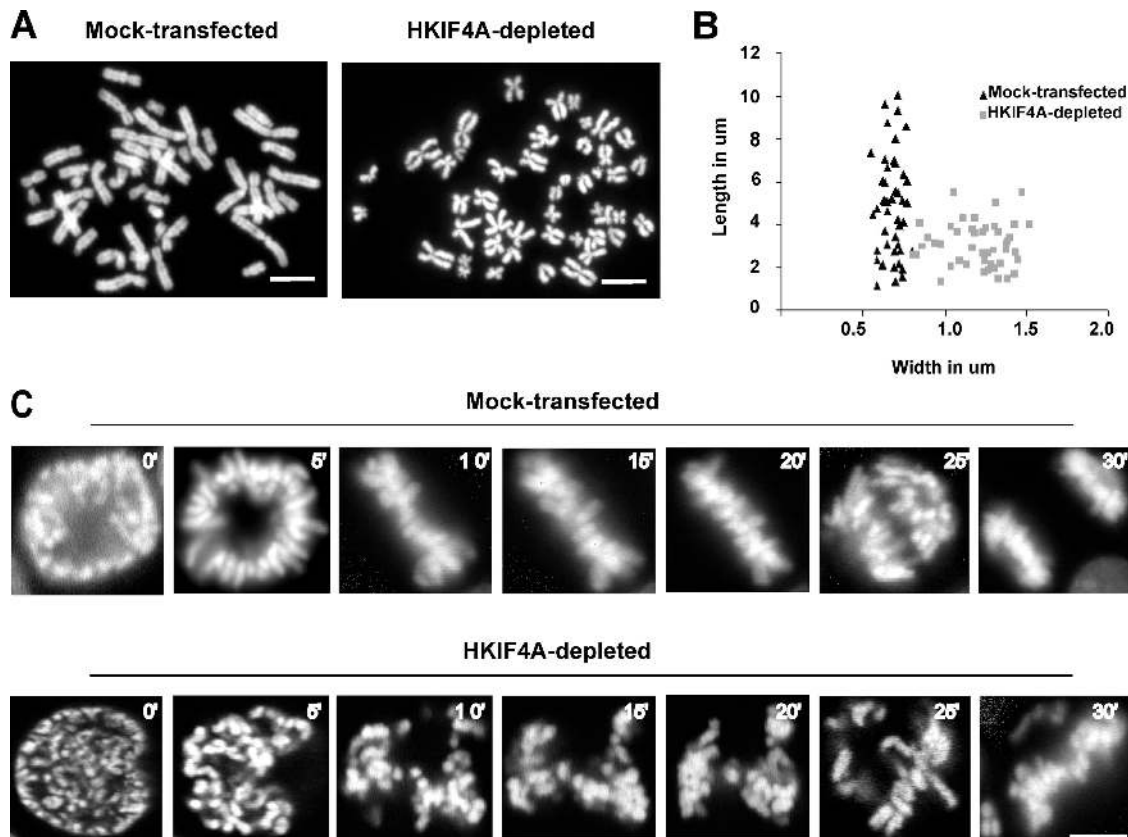 A
Mock-transfected
HKIF4A-depleted
B
12
10
8
6
4
2
0
Length in um
Mock-transfected
HKIF4A-depleted
0.5 1.0 1.5 2.0
Width in um
C
Mock-transfected
0' 5' 10' 15' 20' 25' 30'
HKIF4A-depleted
0' 5' 10' 15' 20' 25' 30'